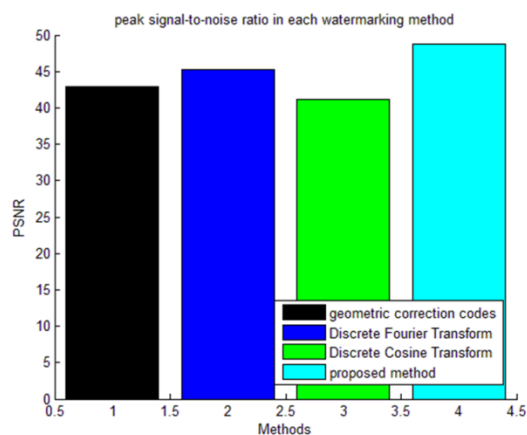 peak signal-to-noise ratio in each watermarking method
50
45
40
35
30
25
20
15
10
5
0
PSNR
geometric correction codes
Discrete Fourier Transform
Discrete Cosine Transform
proposed method
0.5 1 1.5 2 2.5 3 3.5 4 4.5
Methods